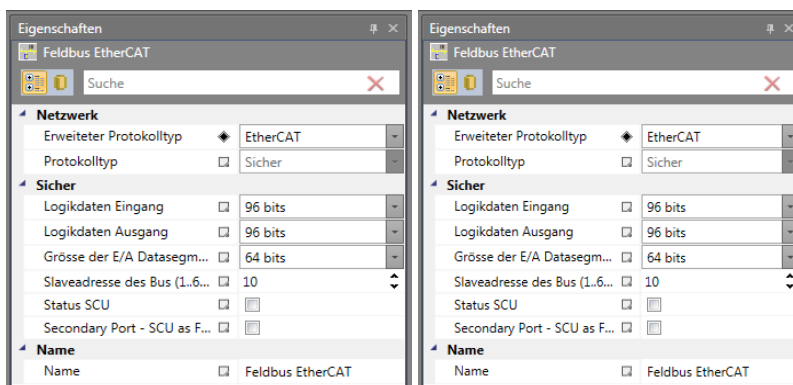 Eigenschaften
Feldbus EtherCAT
Suche
Netzwerk
Erweiteter Protokolltyp EtherCAT
Protokolltyp Sicher
Sicher
Logikdaten Eingang 96 bits
Logikdaten Ausgang 96 bits
Grösse der E/A Datasegm... 64 bits
Slaveadresse des Bus (1..6... 10
Status SCU
Secondary Port - SCU as F...
Name
Name Feldbus EtherCAT
Eigenschaften
Feldbus EtherCAT
Suche
Netzwerk
Erweiteter Protokolltyp EtherCAT
Protokolltyp Sicher
Sicher
Logikdaten Eingang 96 bits
Logikdaten Ausgang 96 bits
Grösse der E/A Datasegm... 64 bits
Slaveadresse des Bus (1..6... 10
Status SCU
Secondary Port - SCU as F...
Name
Name Feldbus EtherCAT